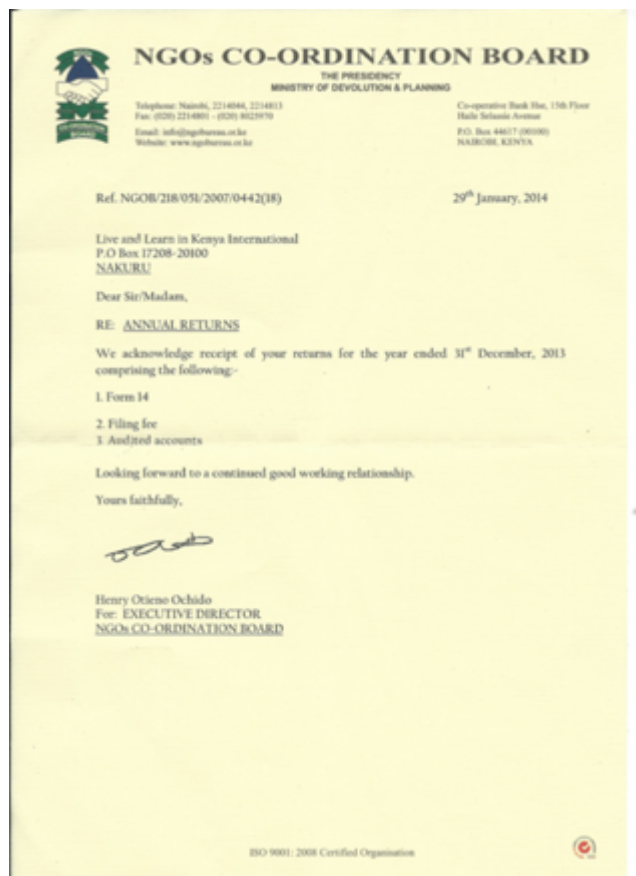 NGOs CO-ORDINATION BOARD
THE PRESIDENCY
MINISTRY OF DEVOLUTION & PLANNING
Telephone: Nairobi, 2214044, 2214813
Fax: (020) 2214801 - (020) 8025970
Email: info@ngobureau.or.ke
Website: www.ngobureau.or.ke
Co-operative Bank Hse, 15th Floor
Haile Selassie Avenue
P.O. Box 44617 (00100)
NAIROBI, KENYA
CO-ORDINATION
BOARD
Ref. NGOB/218/051/2007/0442(18)
29th January, 2014
Live and Learn in Kenya International
P.O Box 17208-20100
NAKURU
Dear Sir/Madam,
RE: ANNUAL RETURNS
We acknowledge receipt of your returns for the year ended 31st December, 2013
comprising the following:-
1. Form 14
2. Filing fee
3. Audited accounts
Looking forward to a continued good working relationship.
Yours faithfully,
Henry Otieno Ochido
For: EXECUTIVE DIRECTOR
NGOs CO-ORDINATION BOARD
ISO 9001: 2008 Certified Organisation